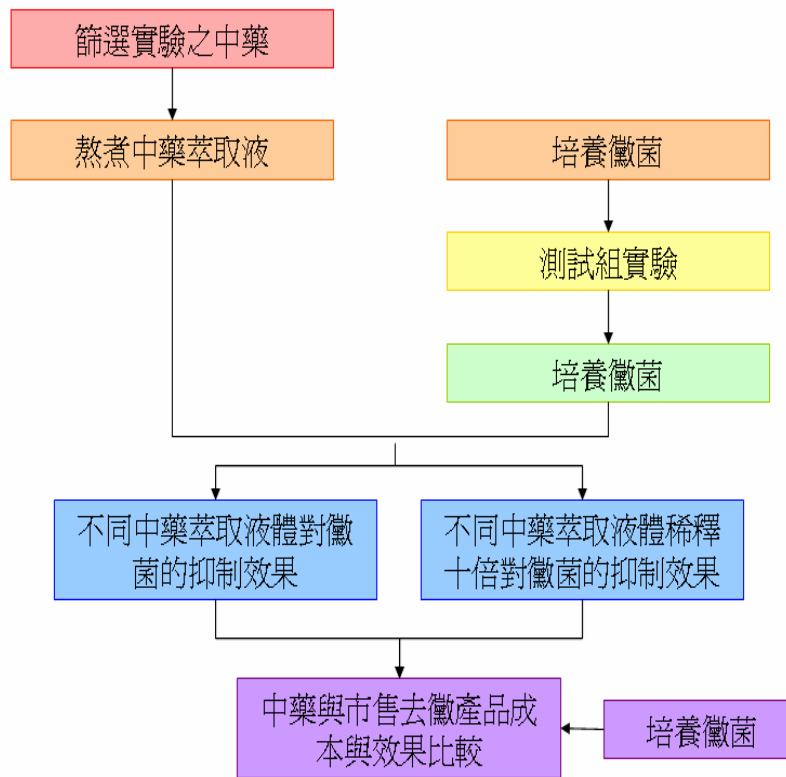 篩選實驗之中藥
熬煮中藥萃取液
培養黴菌
測試組實驗
培養黴菌
不同中藥萃取液體對黴
菌的抑制效果
不同中藥萃取液體稀釋
十倍對黴菌的抑制效果
中藥與市售去黴產品成
本與效果比較
培養黴菌